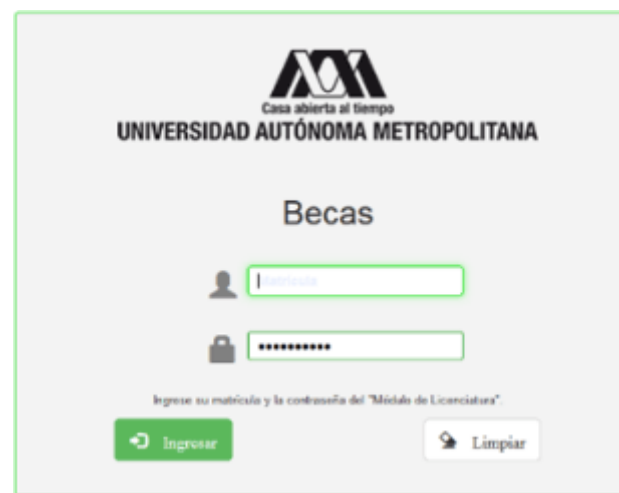 Casa abierta al tiempo
UNIVERSIDAD AUTÓNOMA METROPOLITANA
Becas
Matrícula
••••••••••
Ingrese su matrícula y la contraseña del "Módulo de Licenciatura".
Ingresar
Limpiar